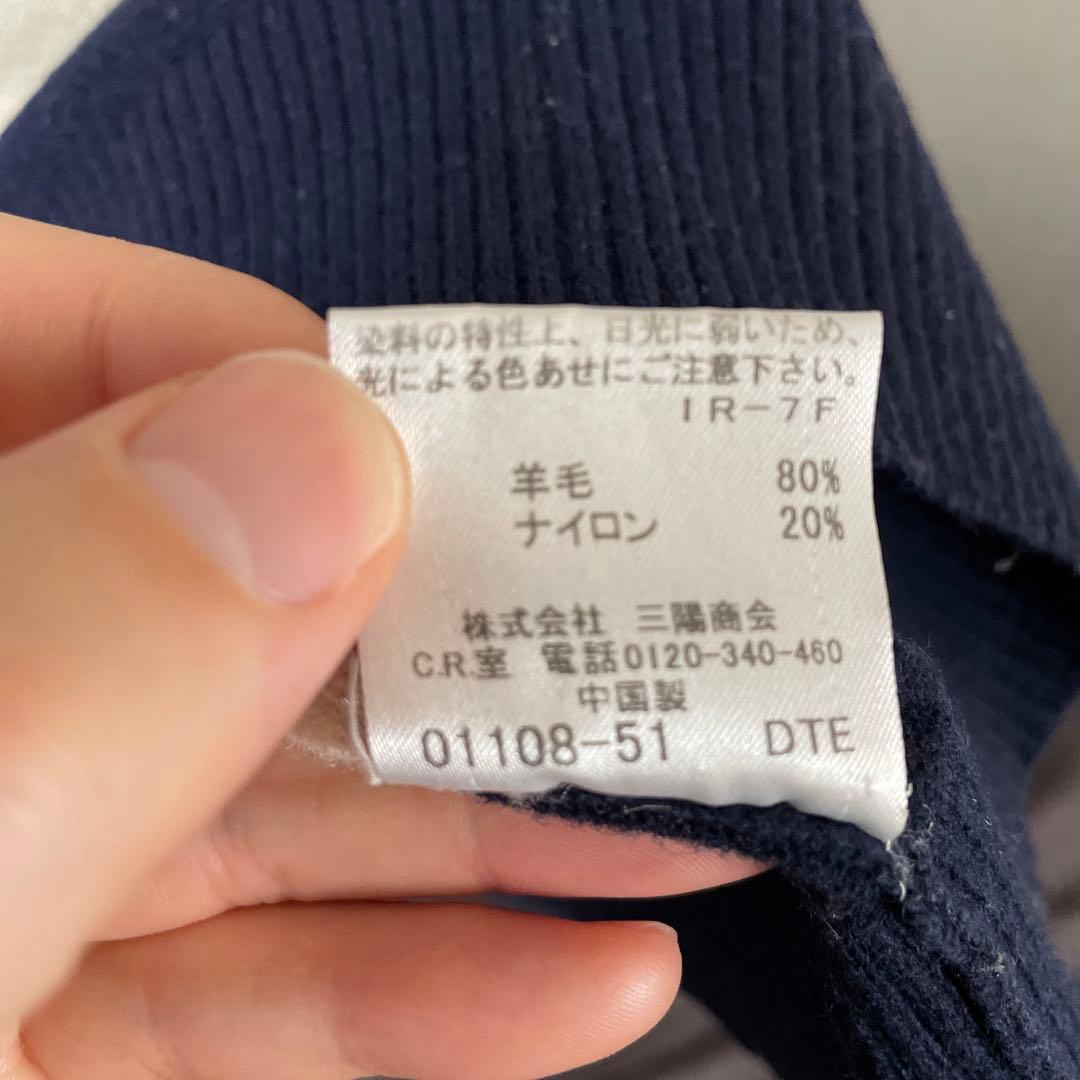 染料の特性上、日光に弱いため、
光による色あせにご注意下さい。
IR-7F
羊毛 80%
ナイロン 20%
株式会社 三陽商会
C.R.室 電話0120-340-460
中国製
01108-51 DTE